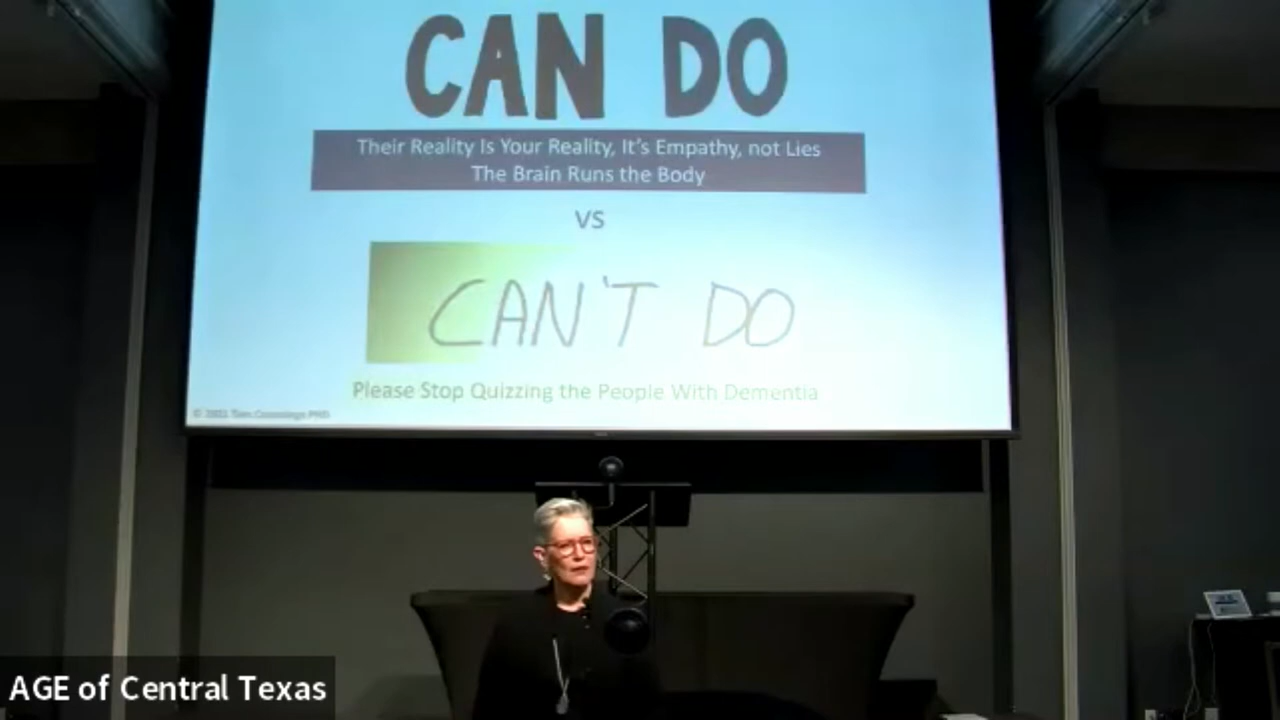 CAN DO
Their Reality Is Your Reality, It's Empathy, not Lies
The Brain Runs the Body
VS
CAN'T DO
Please Stop Quizzing the People With Dementia
AGE of Central Texas